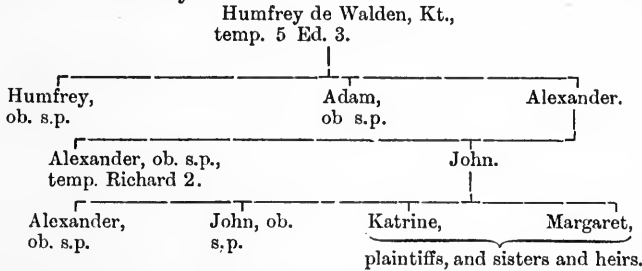 Humfrey de Walden, Kt.,
temp. 5 Ed. 3.
Humfrey, Adam, Alexander.
ob. s.p. ob s.p.
Alexander, ob. s.p., John.
temp. Richard 2.
Alexander, John, ob. Katrine, Margaret,
ob. s.p. s.p.
plaintiffs, and sisters and heirs.